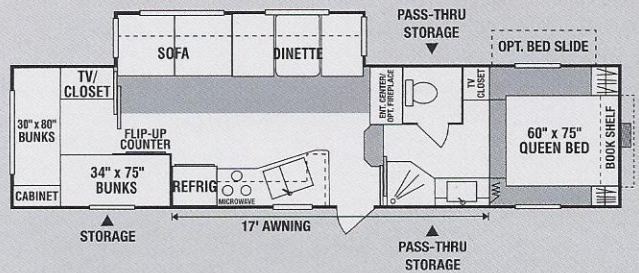 PASS-THRU
STORAGE
OPT. BED SLIDE
SOFA
DINETTE
TV/
CLOSET
ENT. CENTER/
OPT. FIREPLACE
TV
CLOSET
30" x 80"
BUNKS
FLIP-UP
COUNTER
60" x 75"
QUEEN BED
BOOK SHELF
34" x 75"
BUNKS
CABINET
REFRIG
MICROWAVE
STORAGE
17' AWNING
PASS-THRU
STORAGE